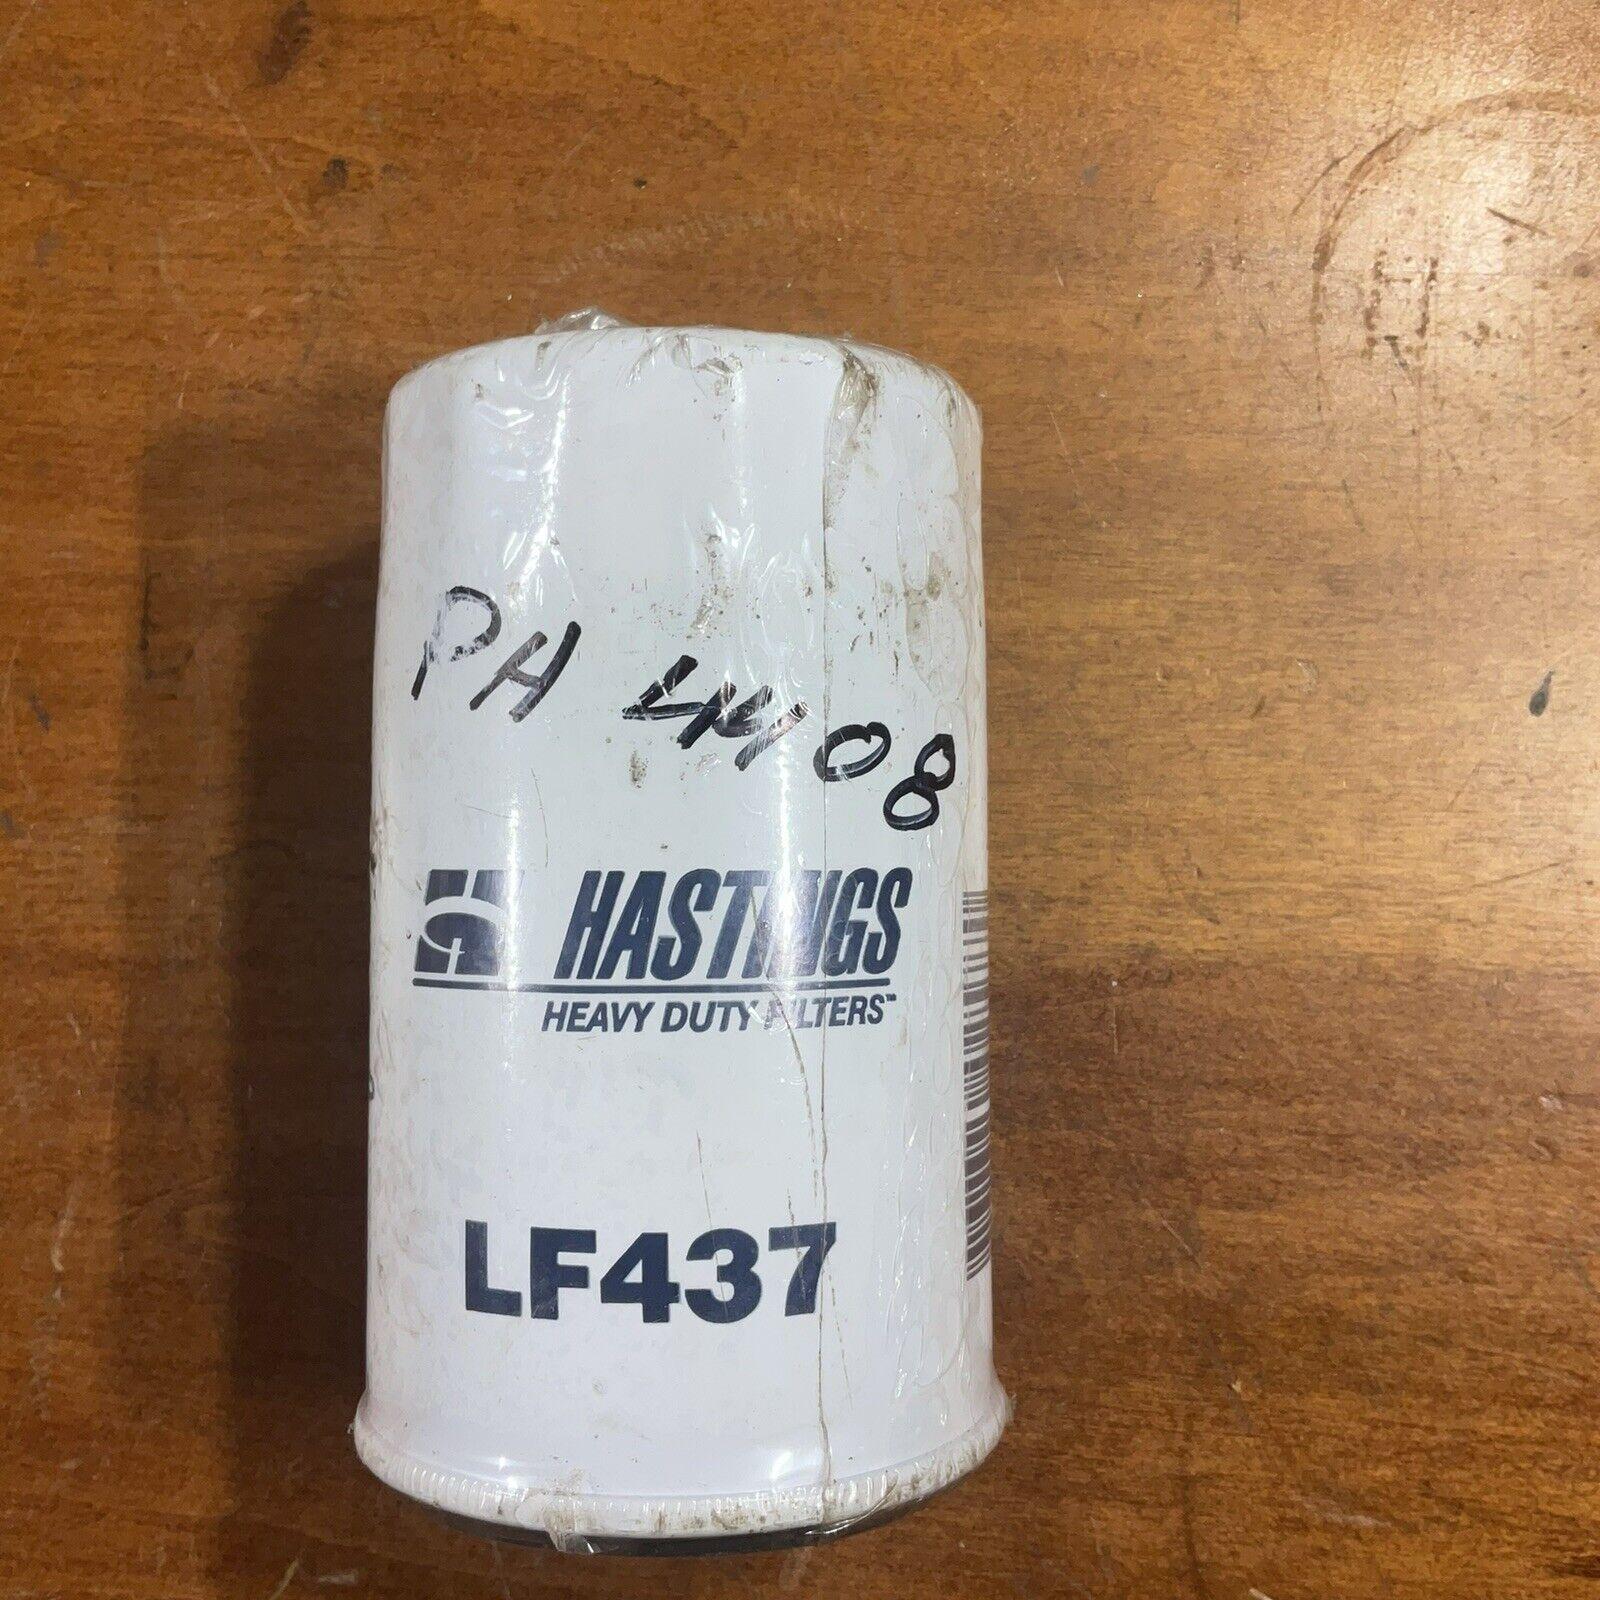 PH 4408
HASTINGS
HEAVY DUTY FILTERS™
LF437